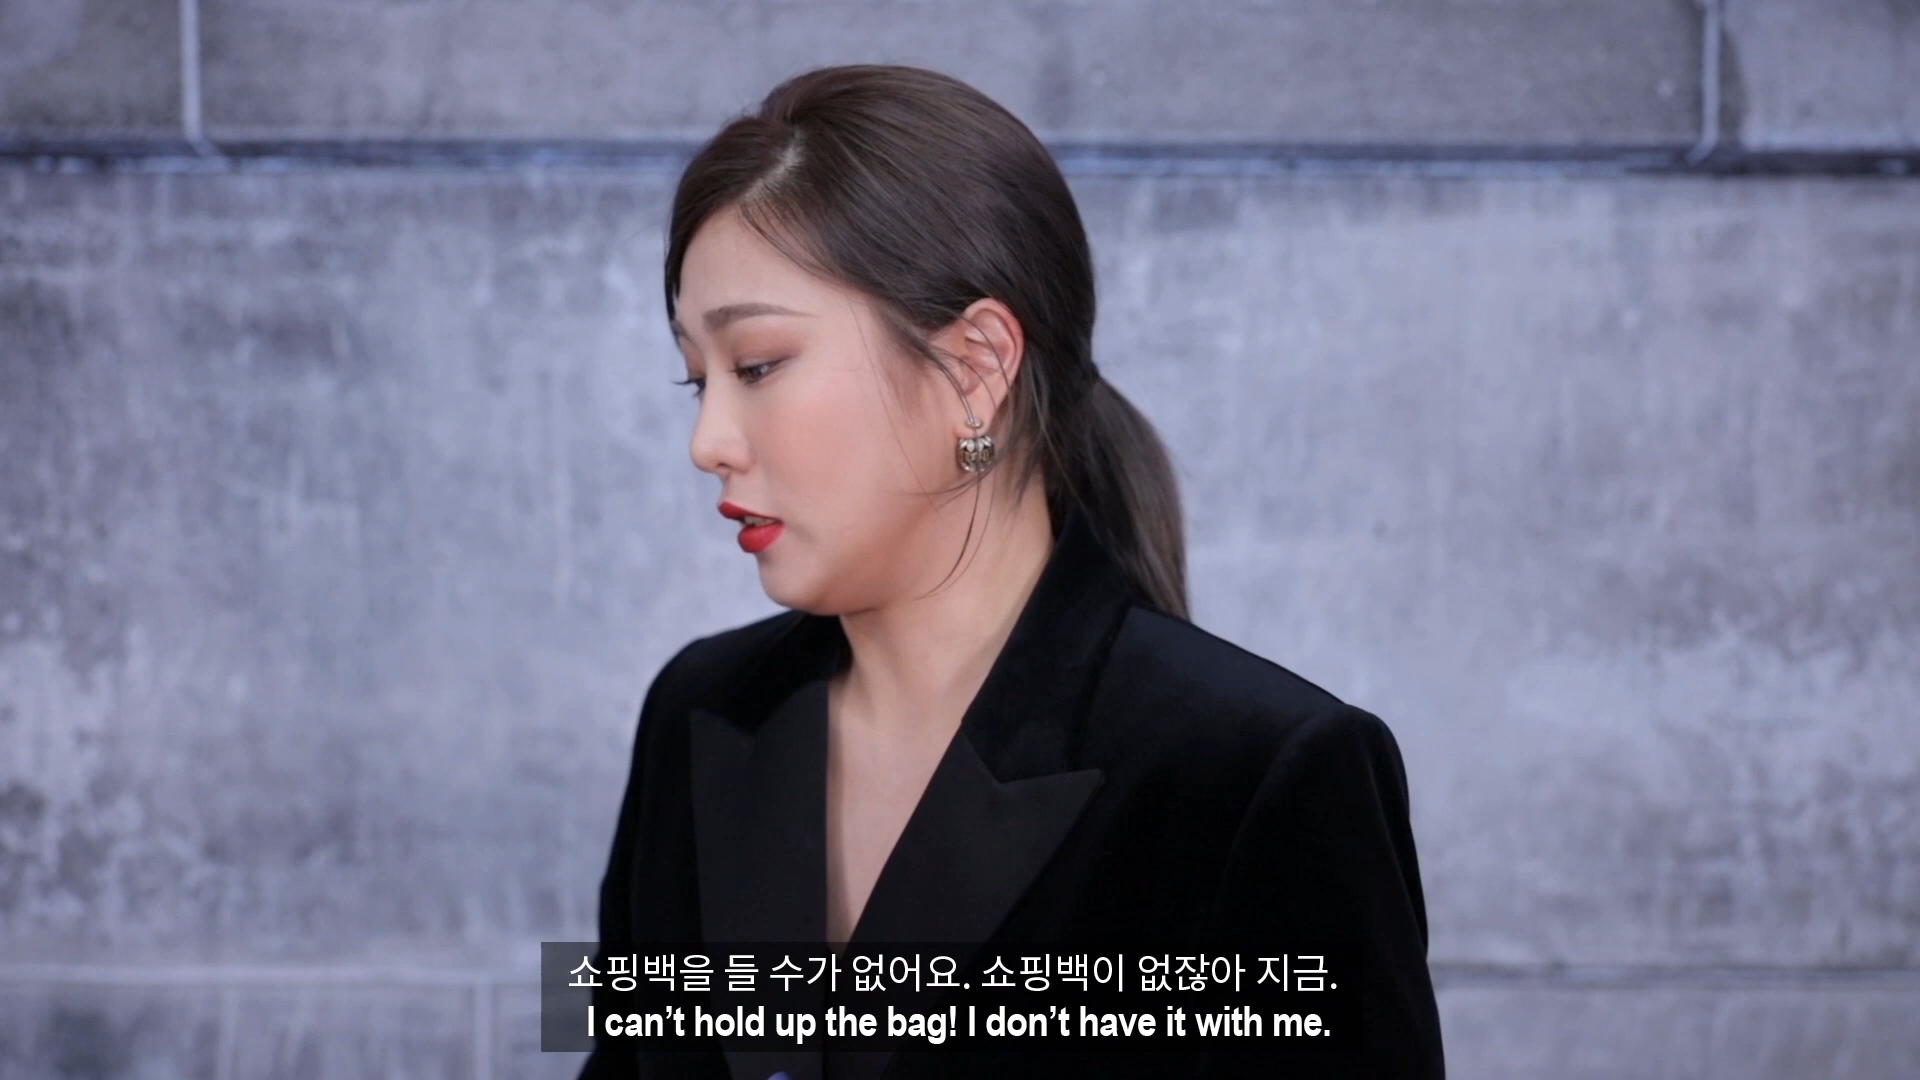 쇼핑백을 들 수가 없어요. 쇼핑백이 없잖아 지금.
I can’t hold up the bag! I don’t have it with me.